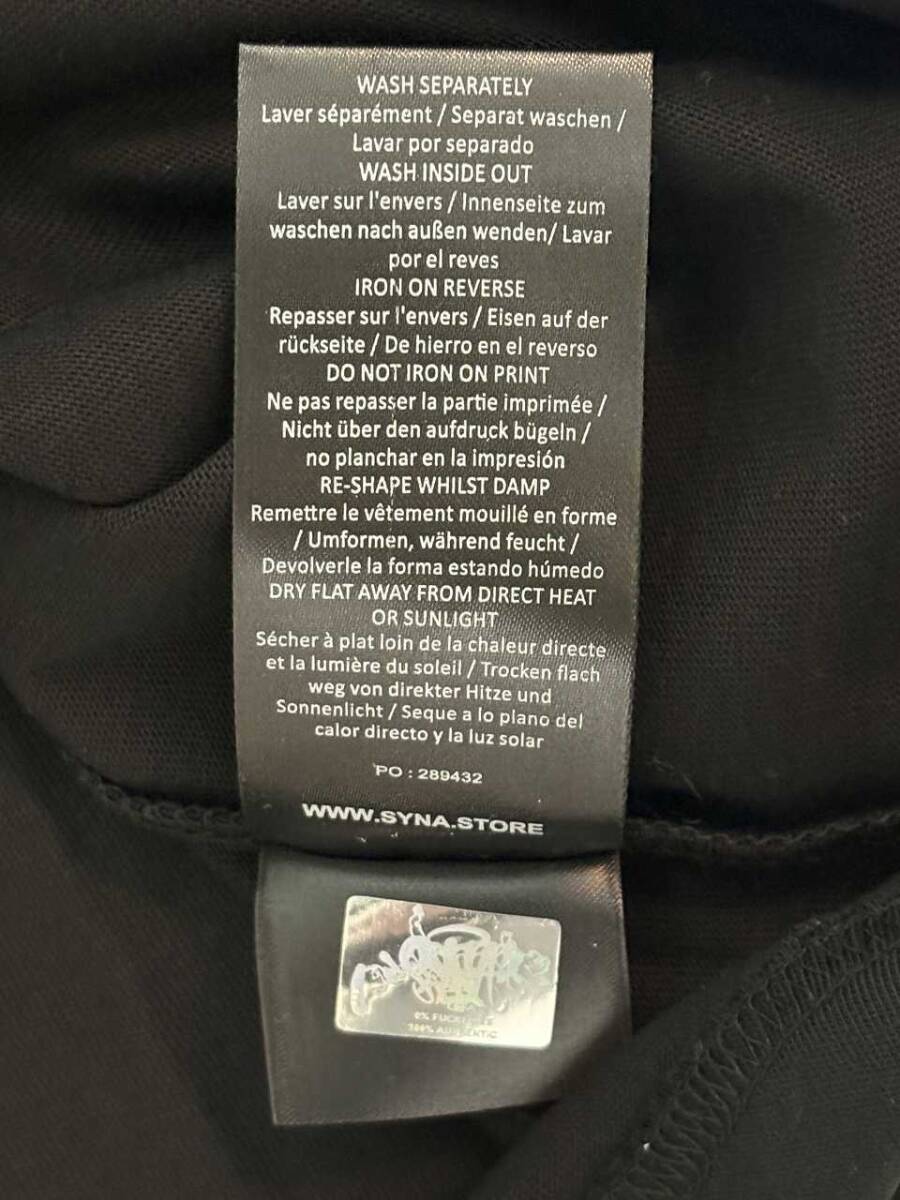 WASH SEPARATELY
Laver séparément / Separat waschen /
Lavar por separado
WASH INSIDE OUT
Laver sur l'envers / Innenseite zum
waschen nach außen wenden/ Lavar
por el reves
IRON ON REVERSE
Repasser sur l'envers / Eisen auf der
rückseite / De hierro en el reverso
DO NOT IRON ON PRINT
Ne pas repasser la partie imprimée /
Nicht über den aufdruck bügeln /
no planchar en la impresión
RE-SHAPE WHILST DAMP
Remettre le vêtement mouillé en forme
/ Umformen, während feucht /
Devolverle la forma estando húmedo
DRY FLAT AWAY FROM DIRECT HEAT
OR SUNLIGHT
Sécher à plat loin de la chaleur directe
et la lumière du soleil / Trocken flach
weg von direkter Hitze und
Sonnenlicht / Seque a lo plano del
calor directo y la luz solar
PO : 289432
WWW.SYNA.STORE
0%
100% AUTHENTIC